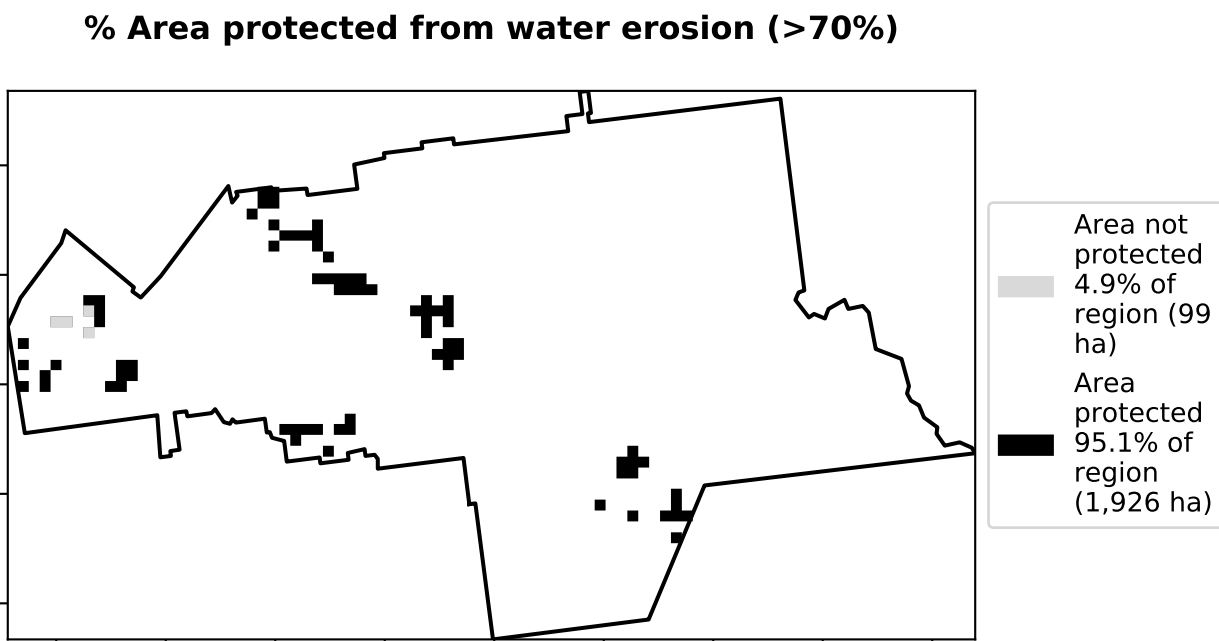 % Area protected from water erosion (>70%)
Area not
protected
4.9% of
region (99
ha)
Area
protected
95.1% of
region
(1,926 ha)